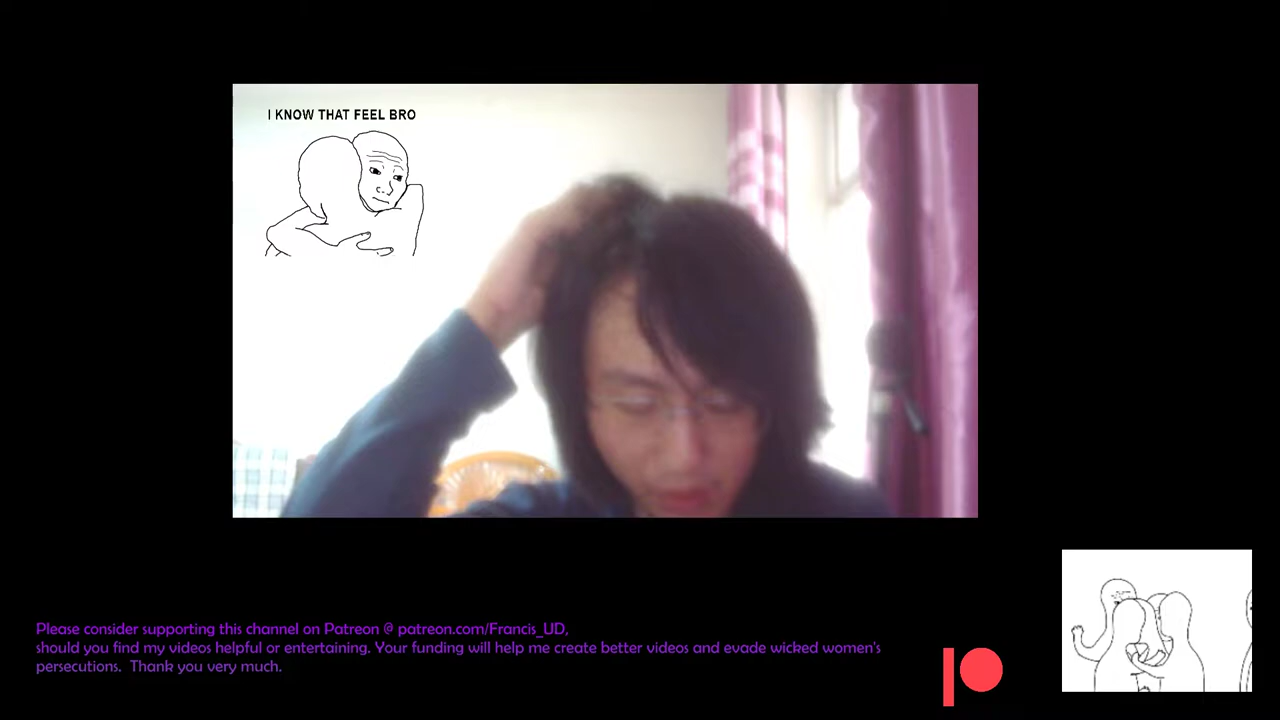 I KNOW THAT FEEL BRO
Please consider supporting this channel on Patreon @ patreon.com/Francis_UD,
should you find my videos helpful or entertaining. Your funding will help me create better videos and evade wicked women's
persecutions.  Thank you very much.